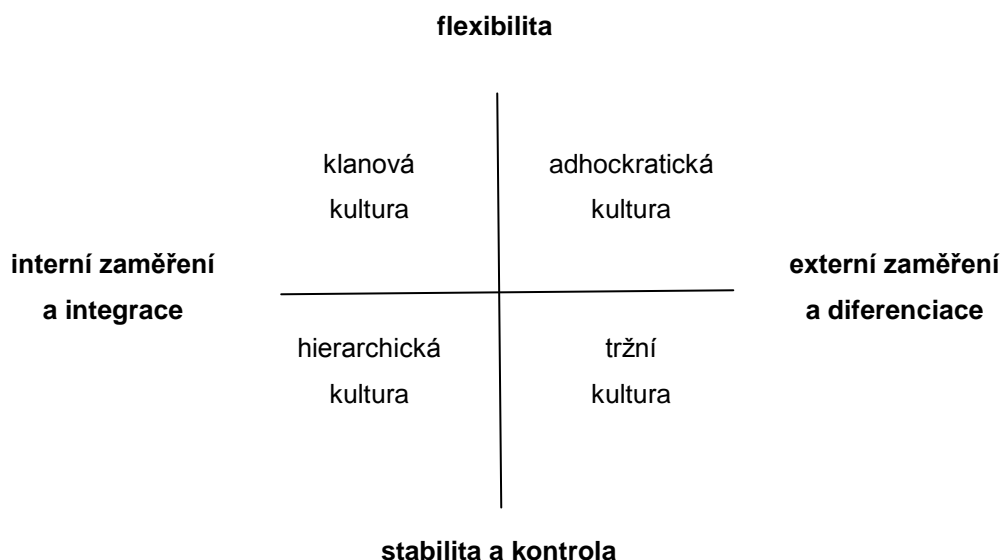 flexibilita
klanová
kultura
adhockratická
kultura
interní zaměření
a integrace
externí zaměření
a diferenciace
hierarchická
kultura
tržní
kultura
stabilita a kontrola